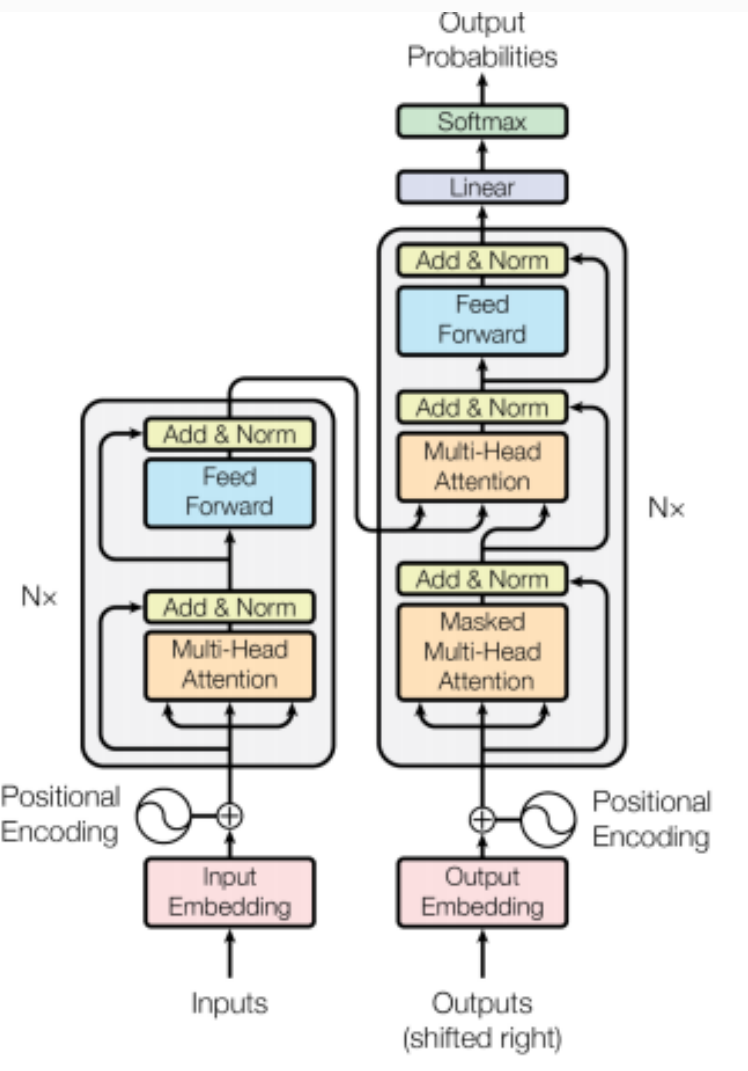 Output
Probabilities
Softmax
Linear
Add & Norm
Feed
Forward
Add & Norm
Multi-Head
Attention
Nx
Add & Norm
Masked
Multi-Head
Attention
Positional
Encoding
Output
Embedding
Outputs
(shifted right)
Add & Norm
Feed
Forward
Nx
Add & Norm
Multi-Head
Attention
Positional
Encoding
Input
Embedding
Inputs